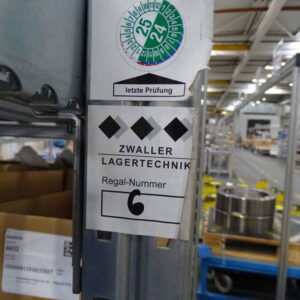 25
24
letzte Prüfung
ZWALLER
LAGERTECHNIK
Regal-Nummer
6